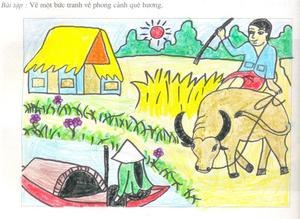 Bài tập : Vẽ một bức tranh về phong cảnh quê hương.